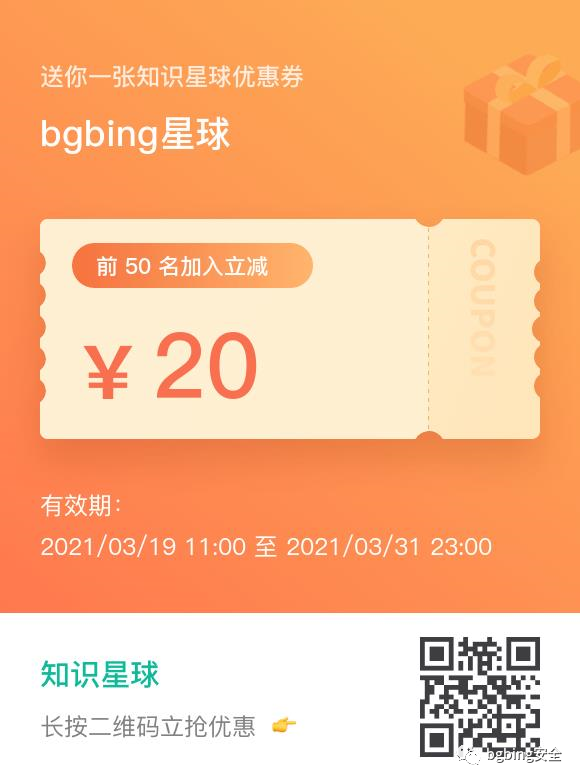 送你一张知识星球优惠券
bgbing星球
前 50 名加入立减
¥ 20
COUPON
有效期：
2021/03/19 11:00 至 2021/03/31 23:00
知识星球
长按二维码立抢优惠
bgbing安全